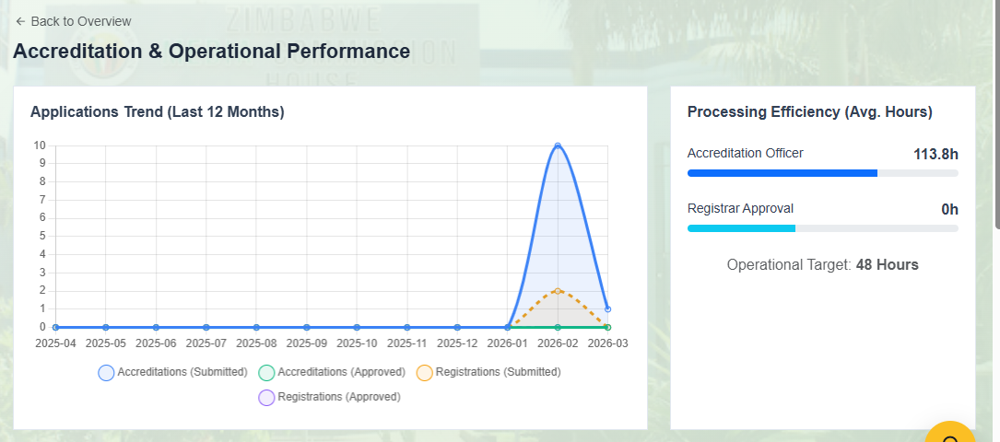 ← Back to Overview
ZIMBABWE
HOUSE
Accreditation & Operational Performance
Applications Trend (Last 12 Months)
10
9
8
7
6
5
4
3
2
1
0
2025-04 2025-05 2025-06 2025-07 2025-08 2025-09 2025-10 2025-11 2025-12 2026-01 2026-02 2026-03
Accreditations (Submitted) Accreditations (Approved) Registrations (Submitted)
Registrations (Approved)
Processing Efficiency (Avg. Hours)
Accreditation Officer 113.8h
Registrar Approval 0h
Operational Target: 48 Hours